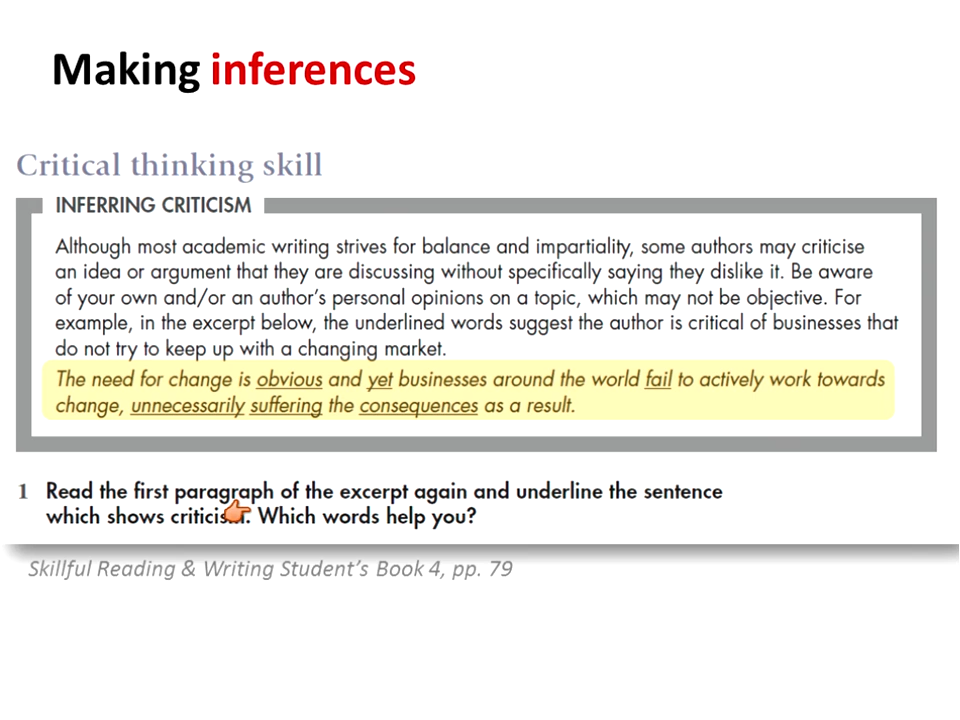 Making inferences
Critical thinking skill
INFERRING CRITICISM
Although most academic writing strives for balance and impartiality, some authors may criticise
an idea or argument that they are discussing without specifically saying they dislike it. Be aware
of your own and/or an author's personal opinions on a topic, which may not be objective. For
example, in the excerpt below, the underlined words suggest the author is critical of businesses that
do not try to keep up with a changing market.
The need for change is obvious and yet businesses around the world fail to actively work towards
change, unnecessarily suffering the consequences as a result.
1 Read the first paragraph of the excerpt again and underline the sentence
which shows criticism. Which words help you?
Skillful Reading & Writing Student's Book 4, pp. 79